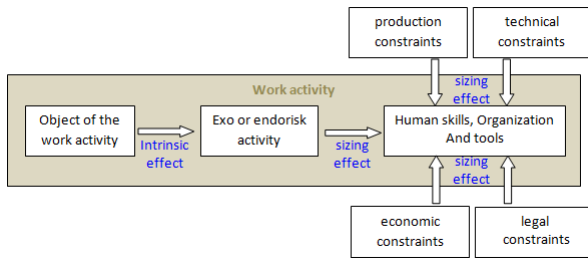 production
constraints
technical
constraints
Work activity
sizing
effect
Object of the
work activity
Intrinsic
effect
Exo or endorisk
activity
sizing
effect
Human skills, Organization
And tools
sizing
effect
economic
constraints
legal
constraints